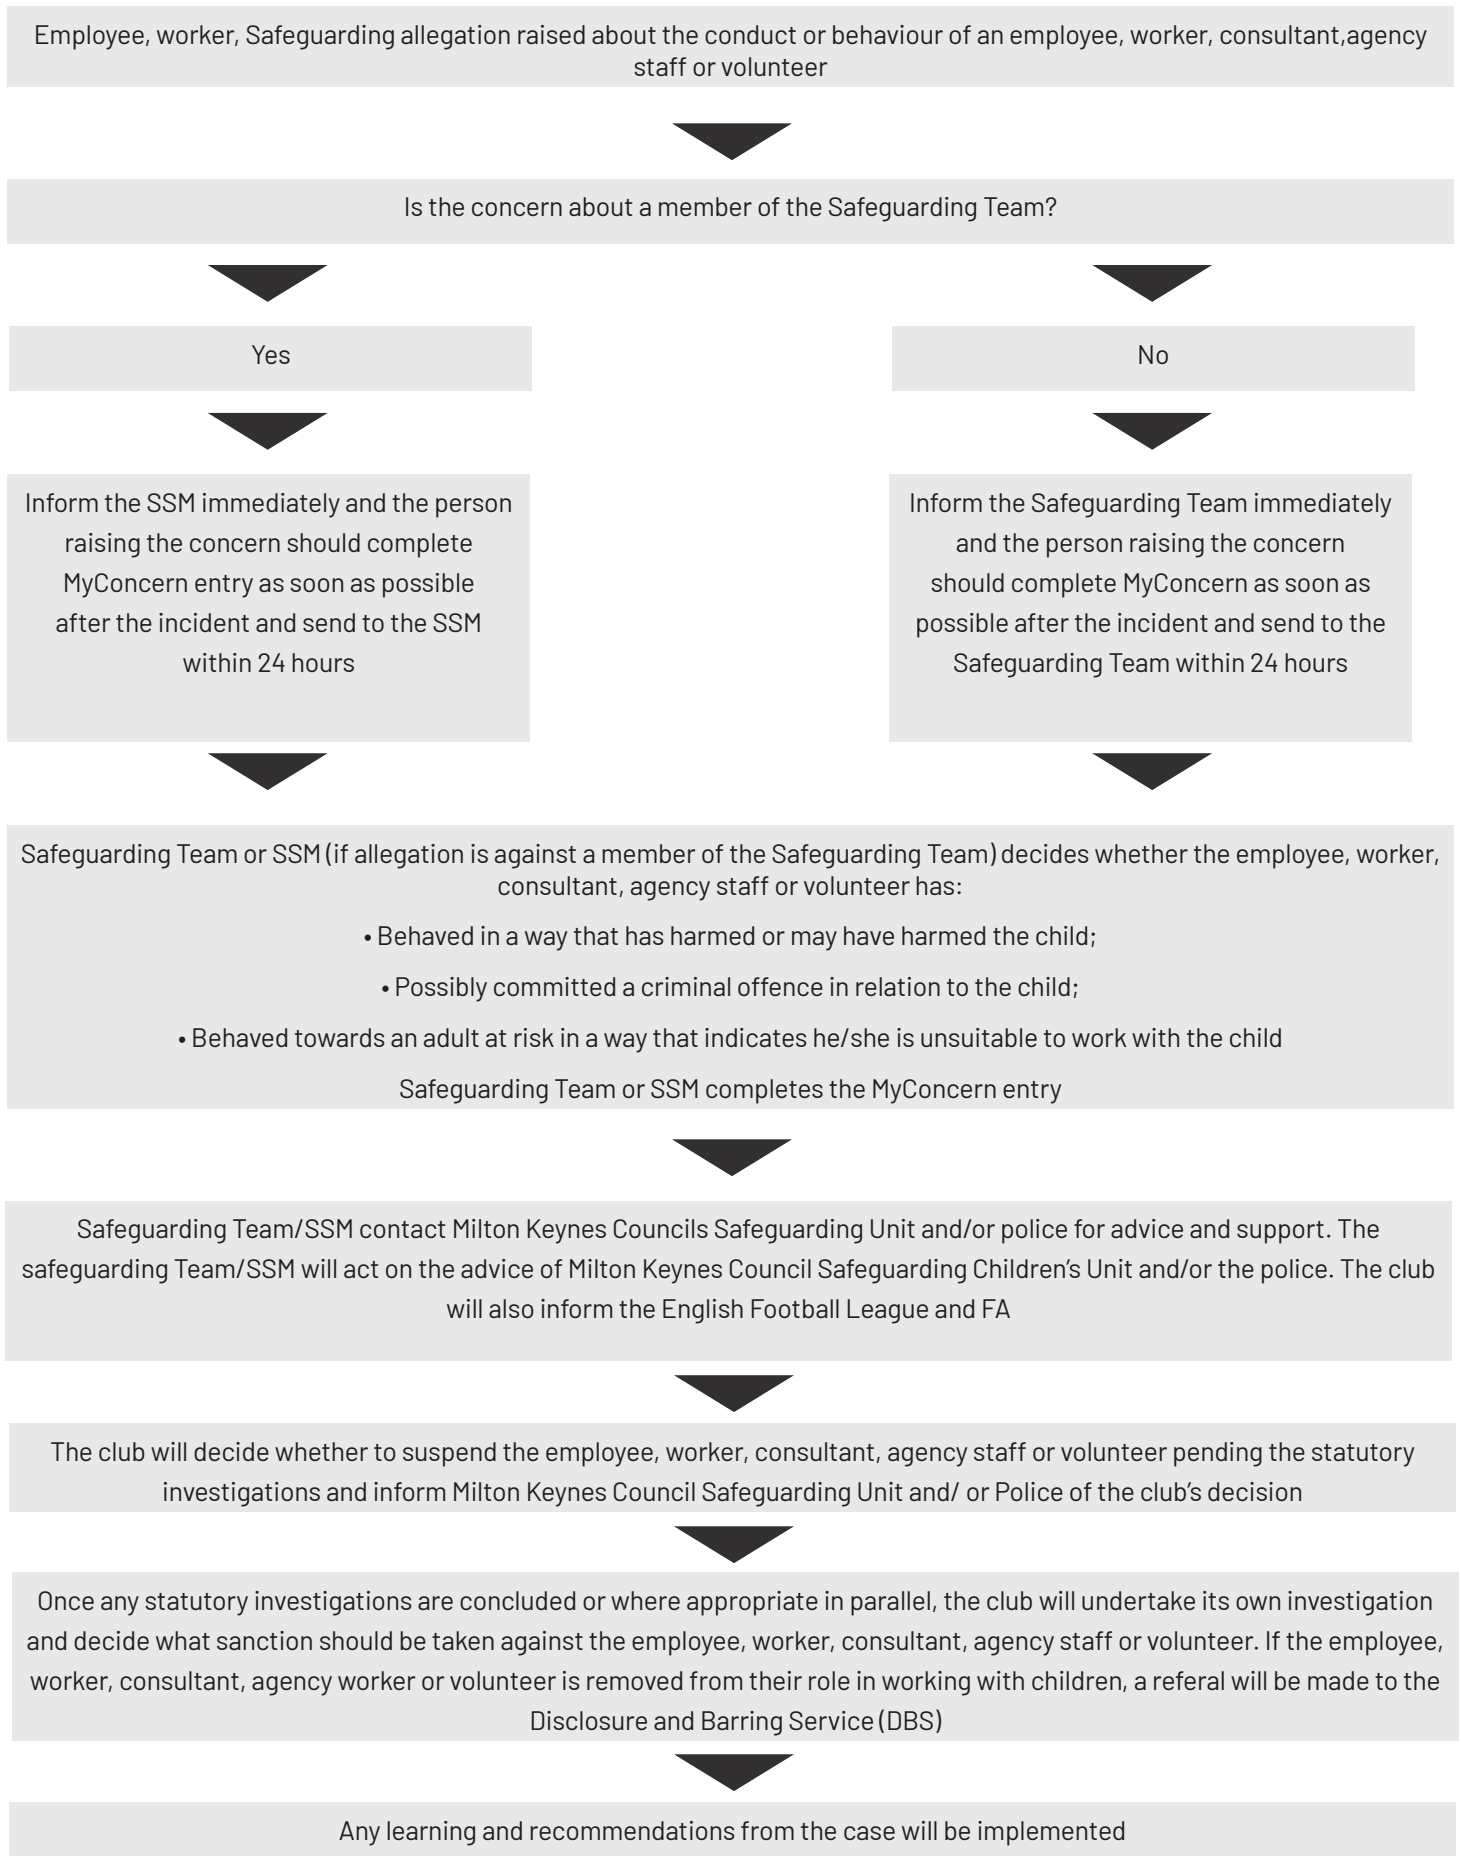 Employee, worker, Safeguarding allegation raised about the conduct or behaviour of an employee, worker, consultant,agency
staff or volunteer
Is the concern about a member of the Safeguarding Team?
Yes
No
Inform the SSM immediately and the person
raising the concern should complete
MyConcern entry as soon as possible
after the incident and send to the SSM
within 24 hours
Inform the Safeguarding Team immediately
and the person raising the concern
should complete MyConcern as soon as
possible after the incident and send to the
Safeguarding Team within 24 hours
Safeguarding Team or SSM (if allegation is against a member of the Safeguarding Team) decides whether the employee, worker,
consultant, agency staff or volunteer has:
• Behaved in a way that has harmed or may have harmed the child;
• Possibly committed a criminal offence in relation to the child;
• Behaved towards an adult at risk in a way that indicates he/she is unsuitable to work with the child
Safeguarding Team or SSM completes the MyConcern entry
Safeguarding Team/SSM contact Milton Keynes Councils Safeguarding Unit and/or police for advice and support. The
safeguarding Team/SSM will act on the advice of Milton Keynes Council Safeguarding Children's Unit and/or the police. The club
will also inform the English Football League and FA
The club will decide whether to suspend the employee, worker, consultant, agency staff or volunteer pending the statutory
investigations and inform Milton Keynes Council Safeguarding Unit and/ or Police of the club's decision
Once any statutory investigations are concluded or where appropriate in parallel, the club will undertake its own investigation
and decide what sanction should be taken against the employee, worker, consultant, agency staff or volunteer. If the employee,
worker, consultant, agency worker or volunteer is removed from their role in working with children, a referal will be made to the
Disclosure and Barring Service (DBS)
Any learning and recommendations from the case will be implemented